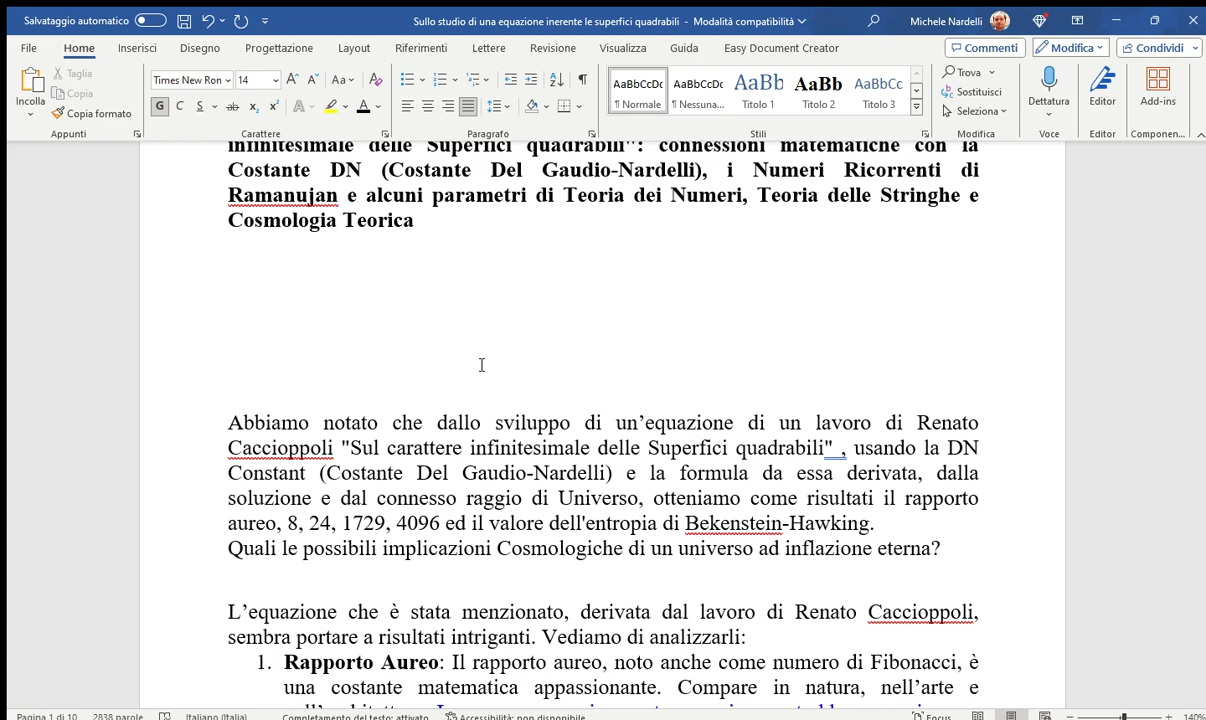 Salvataggio automatico
Sullo studio di una equazione inerente le superfici quadrabili - Modalità compatibilità
Michele Nardelli
File Home Inserisci Disegno Progettazione Layout Riferimenti Lettere Revisione Visualizza Guida Easy Document Creator
Commenti Modifica Condividi
Incolla
Taglia
Copia
Copia formato
Appunti
Times New Ron 14
G C S ab x₂ x² A A
Carattere
Paragrafo
AaBbCcDc AaBbCcDc AaBb AaBb AaBbCc
¶ Normale ¶ Nessuna... Titolo 1 Titolo 2 Titolo 3
Stili
Trova
Sostituisci
Seleziona
Modifica
Dettatura
Voce
Editor
Editor
Add-ins
Componen...
infinitesimale delle Superfici quadrabili": connessioni matematiche con la
Costante DN (Costante Del Gaudio-Nardelli), i Numeri Ricorrenti di
Ramanujan e alcuni parametri di Teoria dei Numeri, Teoria delle Stringhe e
Cosmologia Teorica
Abbiamo notato che dallo sviluppo di un’equazione di un lavoro di Renato
Caccioppoli "Sul carattere infinitesimale delle Superfici quadrabili" , usando la DN
Constant (Costante Del Gaudio-Nardelli) e la formula da essa derivata, dalla
soluzione e dal connesso raggio di Universo, otteniamo come risultati il rapporto
aureo, 8, 24, 1729, 4096 ed il valore dell'entropia di Bekenstein-Hawking.
Quali le possibili implicazioni Cosmologiche di un universo ad inflazione eterna?
L’equazione che è stata menzionato, derivata dal lavoro di Renato Caccioppoli,
sembra portare a risultati intriganti. Vediamo di analizzarli:
1. Rapporto Aureo: Il rapporto aureo, noto anche come numero di Fibonacci, è
una costante matematica appassionante. Compare in natura, nell’arte e
Pagina 1 di 10 2838 parole Italiano (Italia) Completamento del testo: attivato Accessibilità: non disponibile Focus 140%